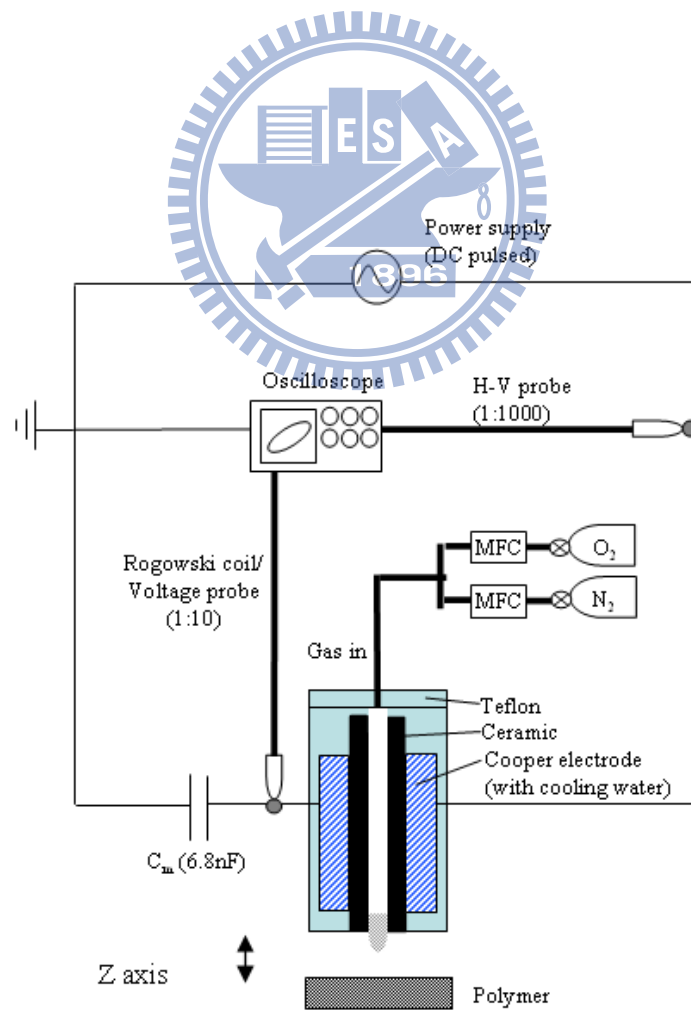 E S A
1896
Power supply
(DC pulsed)
Oscilloscope
H-V probe
(1:1000)
MFC
O₂
Rogowski coil/
Voltage probe
(1:10)
MFC
N₂
Gas in
Teflon
Ceramic
Cooper electrode
(with cooling water)
Cₘ (6.8nF)
Z axis
Polymer